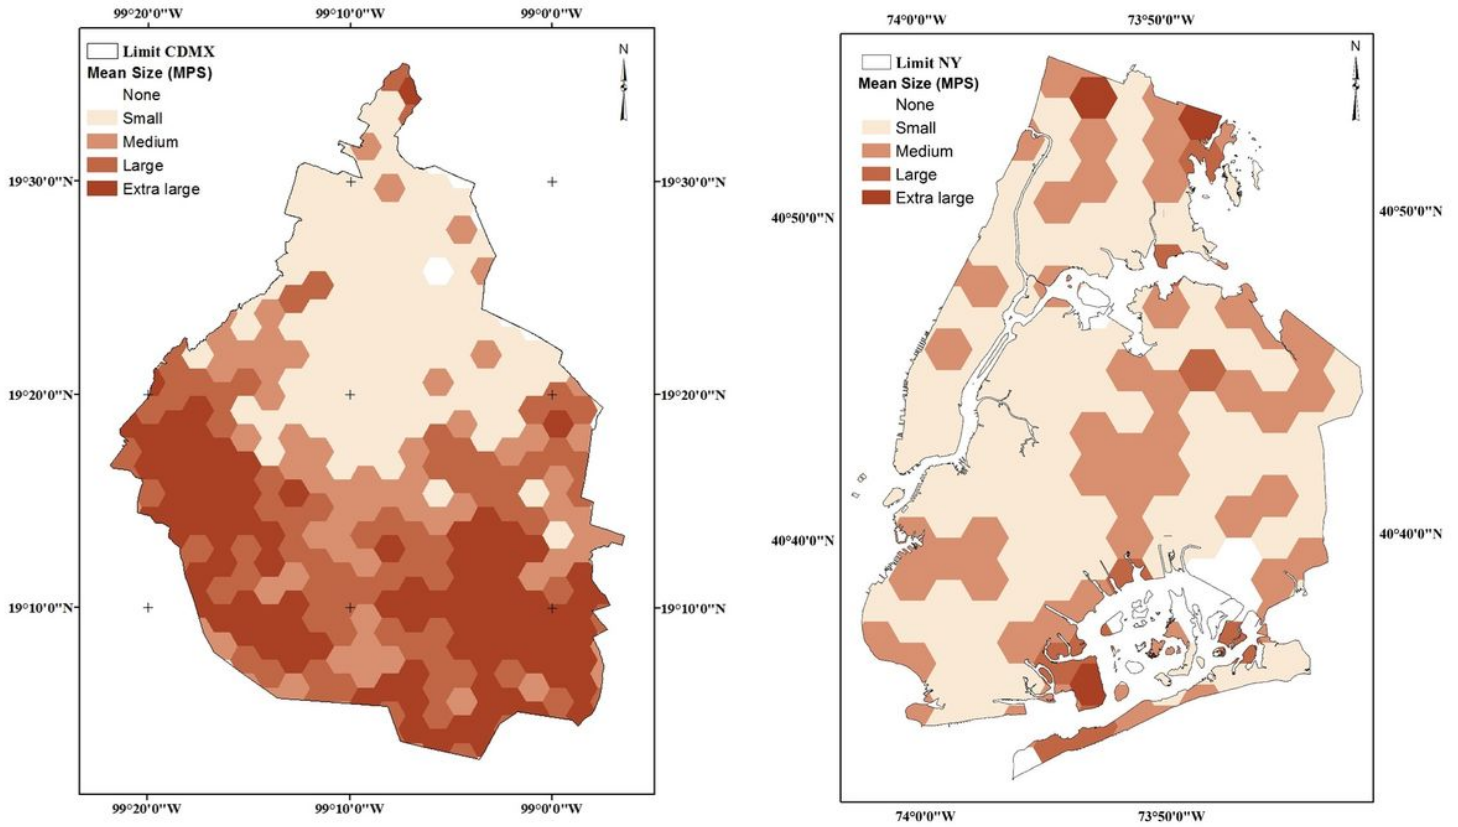 99°20'0"W 99°10'0"W 99°0'0"W
Limit CDMX
Mean Size (MPS)
None
Small
Medium
Large
Extra large
N
19°30'0"N 19°30'0"N
19°20'0"N 19°20'0"N
19°10'0"N 19°10'0"N
99°20'0"W 99°10'0"W 99°0'0"W
74°0'0"W 73°50'0"W
Limit NY
Mean Size (MPS)
None
Small
Medium
Large
Extra large
N
40°50'0"N 40°50'0"N
40°40'0"N 40°40'0"N
74°0'0"W 73°50'0"W